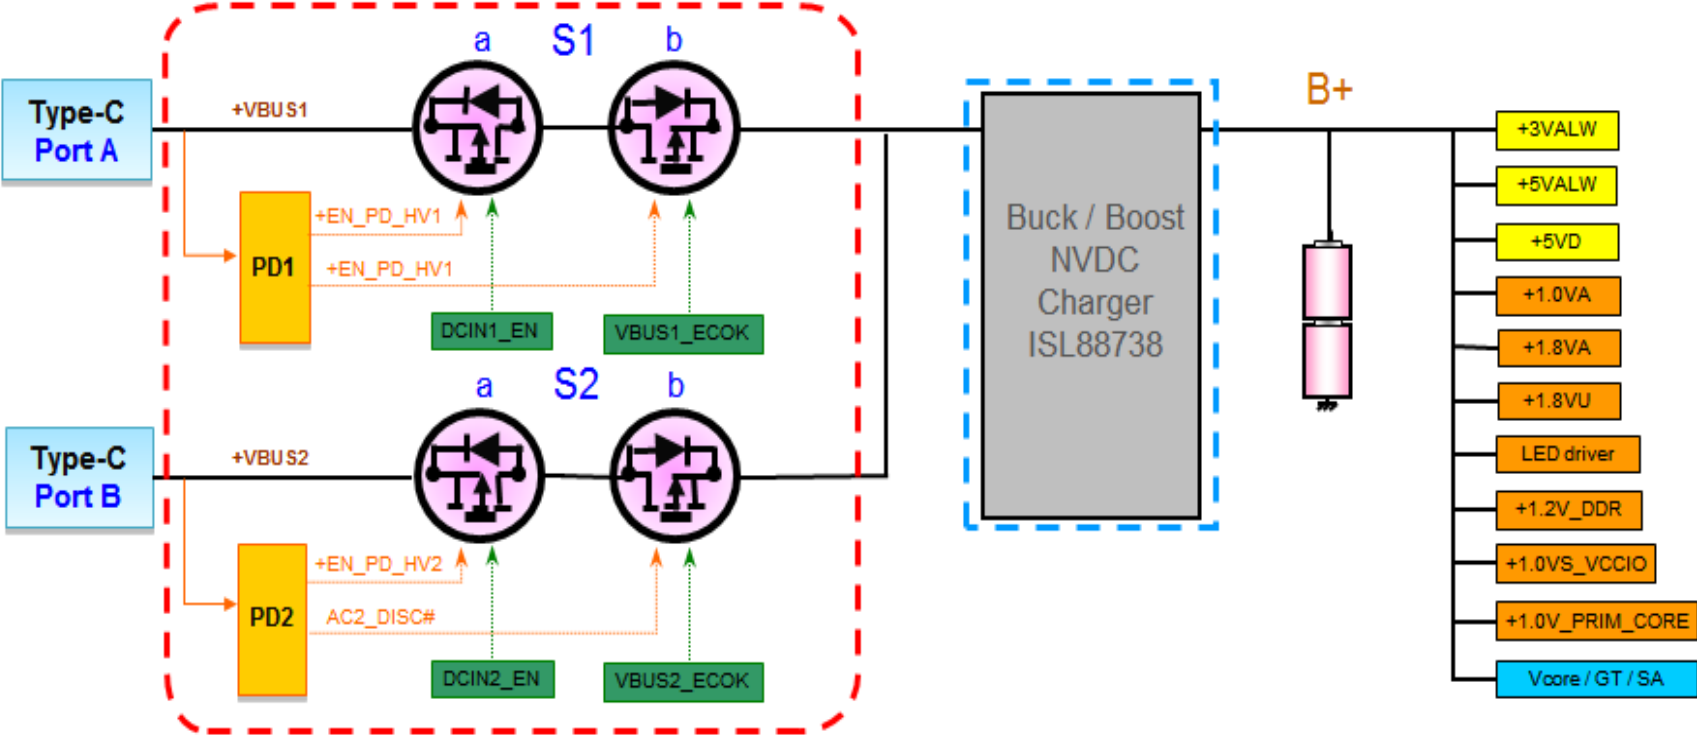 a S1 b
Type-C
Port A
+VBUS1
PD1
+EN_PD_HV1
+EN_PD_HV1
DCIN1_EN
VBUS1_ECOK
a S2 b
Type-C
Port B
+VBUS2
PD2
+EN_PD_HV2
AC2_DISC#
DCIN2_EN
VBUS2_ECOK
Buck / Boost
NVDC
Charger
ISL88738
B+
+3VALW
+5VALW
+5VD
+1.0VA
+1.8VA
+1.8VU
LED driver
+1.2V_DDR
+1.0VS_VCCIO
+1.0V_PRIM_CORE
Vcore / GT / SA